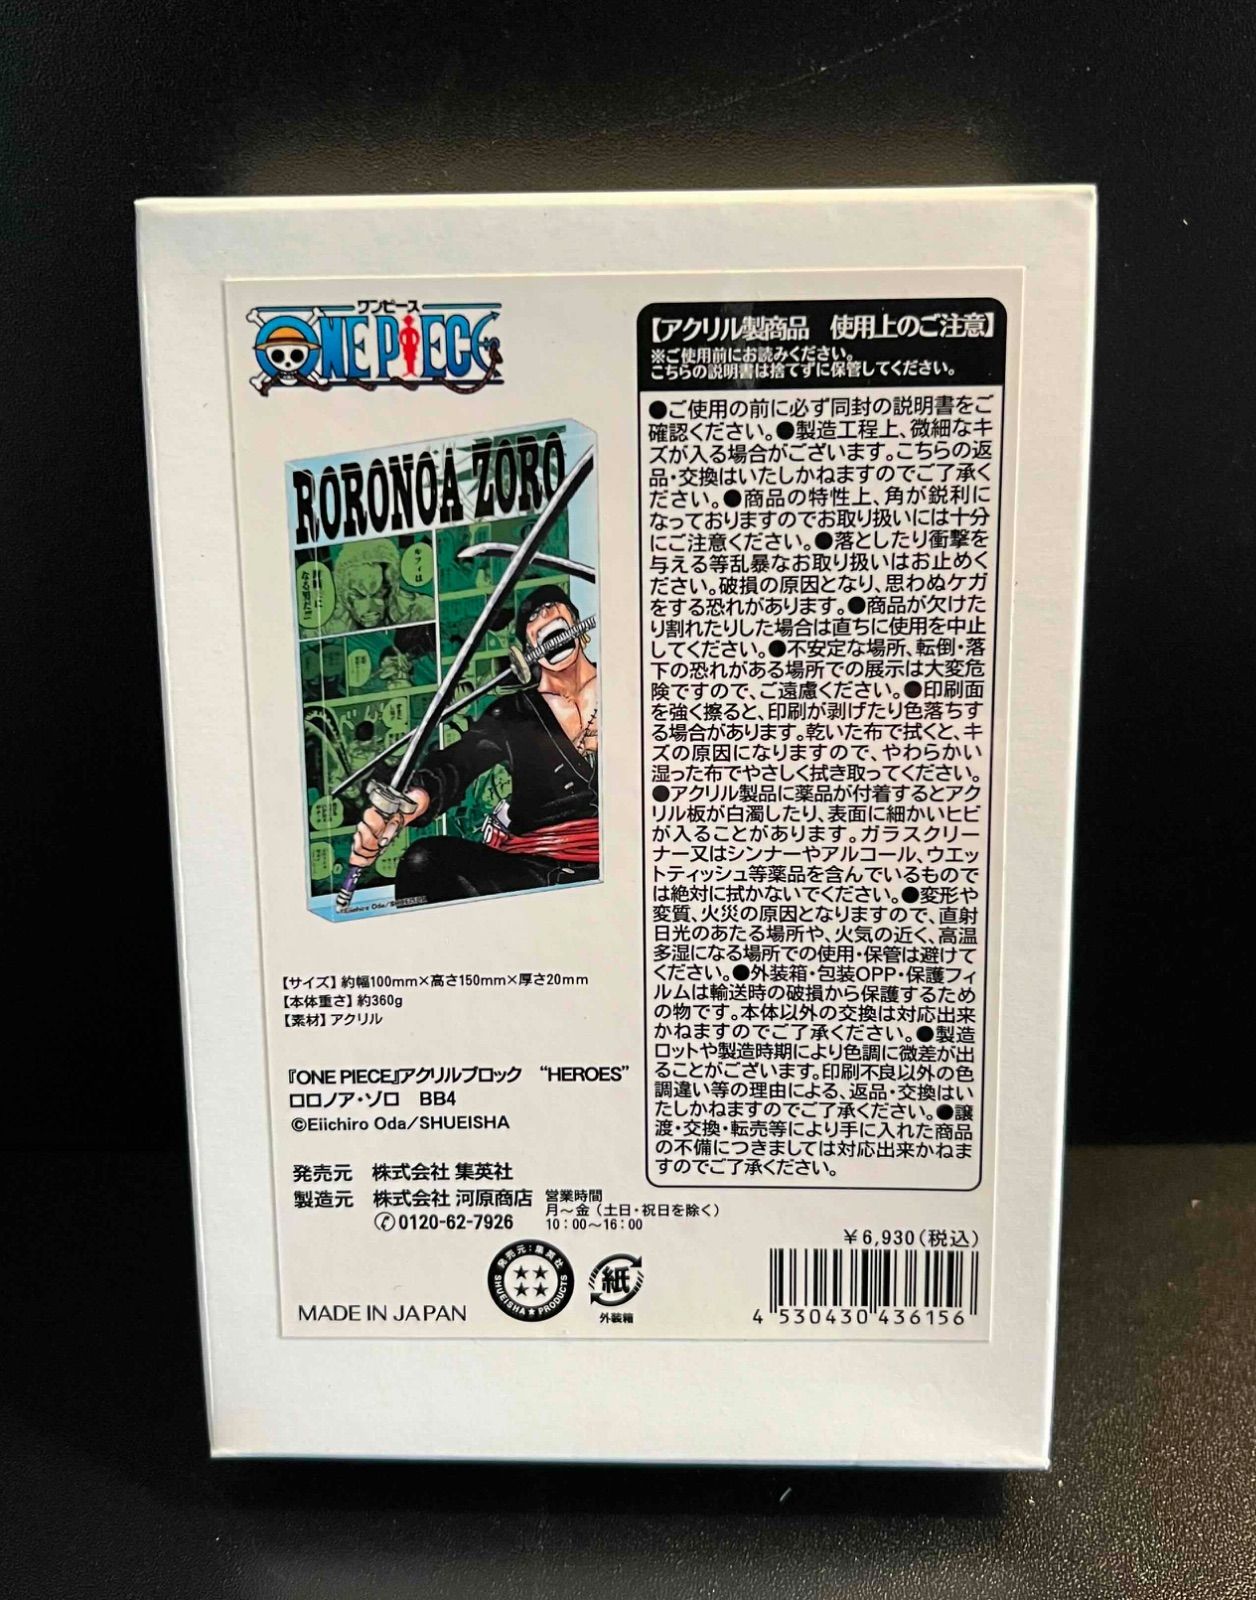 ワンピース
ONE PIECE
RORONOA ZORO
ルフィは
©Eiichiro Oda/SHUEISHA
【サイズ】約幅100mm×高さ150mm×厚さ20mm
【本体重さ】約360g
【素材】アクリル
『ONE PIECE』アクリルブロック “HEROES”
ロロノア・ゾロ BB4
©Eiichiro Oda/SHUEISHA
発売元 株式会社 集英社
製造元 株式会社 河原商店
0120-62-7926
営業時間
月～金（土日・祝日を除く）
10：00～16：00
MADE IN JAPAN
発売元：集英社
SHUEISHA★PRODUCTS
紙
外装箱
【アクリル製商品 使用上のご注意】
※ご使用前にお読みください。
こちらの説明書は捨てずに保管してください。
●ご使用の前に必ず同封の説明書をご
確認ください。●製造工程上、微細なキ
ズが入る場合がございます。こちらの返
品・交換はいたしかねますのでご了承く
ださい。●商品の特性上、角が鋭利に
なっておりますのでお取り扱いには十分
にご注意ください。●落としたり衝撃を
与える等乱暴なお取り扱いはお止めく
ださい。破損の原因となり、思わぬケガ
をする恐れがあります。●商品が欠けた
り割れたりした場合は直ちに使用を中止
してください。●不安定な場所、転倒・落
下の恐れがある場所での展示は大変危
険ですので、ご遠慮ください。●印刷面
を強く擦ると、印刷が剥げたり色落ちす
る場合があります。乾いた布で拭くと、キ
ズの原因になりますので、やわらかい
湿った布でやさしく拭き取ってください。
●アクリル製品に薬品が付着するとアク
リル板が白濁したり、表面に細かいヒビ
が入ることがあります。ガラスクリー
ナー又はシンナーやアルコール、ウエッ
トティッシュ等薬品を含んでいるもので
は絶対に拭かないでください。●変形や
変質、火災の原因となりますので、直射
日光のあたる場所や、火気の近く、高温
多湿になる場所での使用・保管は避けて
ください。●外装箱・包装OPP・保護フィ
ルムは輸送時の破損から保護するため
の物です。本体以外の交換は対応出来
かねますのでご了承ください。●製造
ロットや製造時期により色調に微差が出
ることがございます。印刷不良以外の色
調違い等の理由による、返品・交換はい
たしかねますのでご了承ください。●譲
渡・交換・転売等により手に入れた商品
の不備につきましては対応出来かねま
すのでご了承ください。
￥6,930（税込）
4 530430 436156